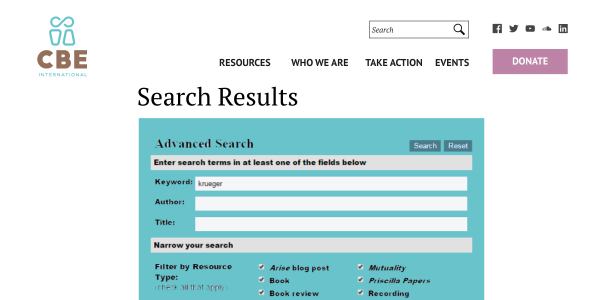 Search
CBE
INTERNATIONAL
RESOURCES WHO WE ARE TAKE ACTION EVENTS DONATE
Search Results
Advanced Search Search Reset
Enter search terms in at least one of the fields below
Keyword: krueger
Author:
Title:
Narrow your search
Filter by Resource Type:
(check all that apply)
Arise blog post
Book
Book review
Mutuality
Priscilla Papers
Recording